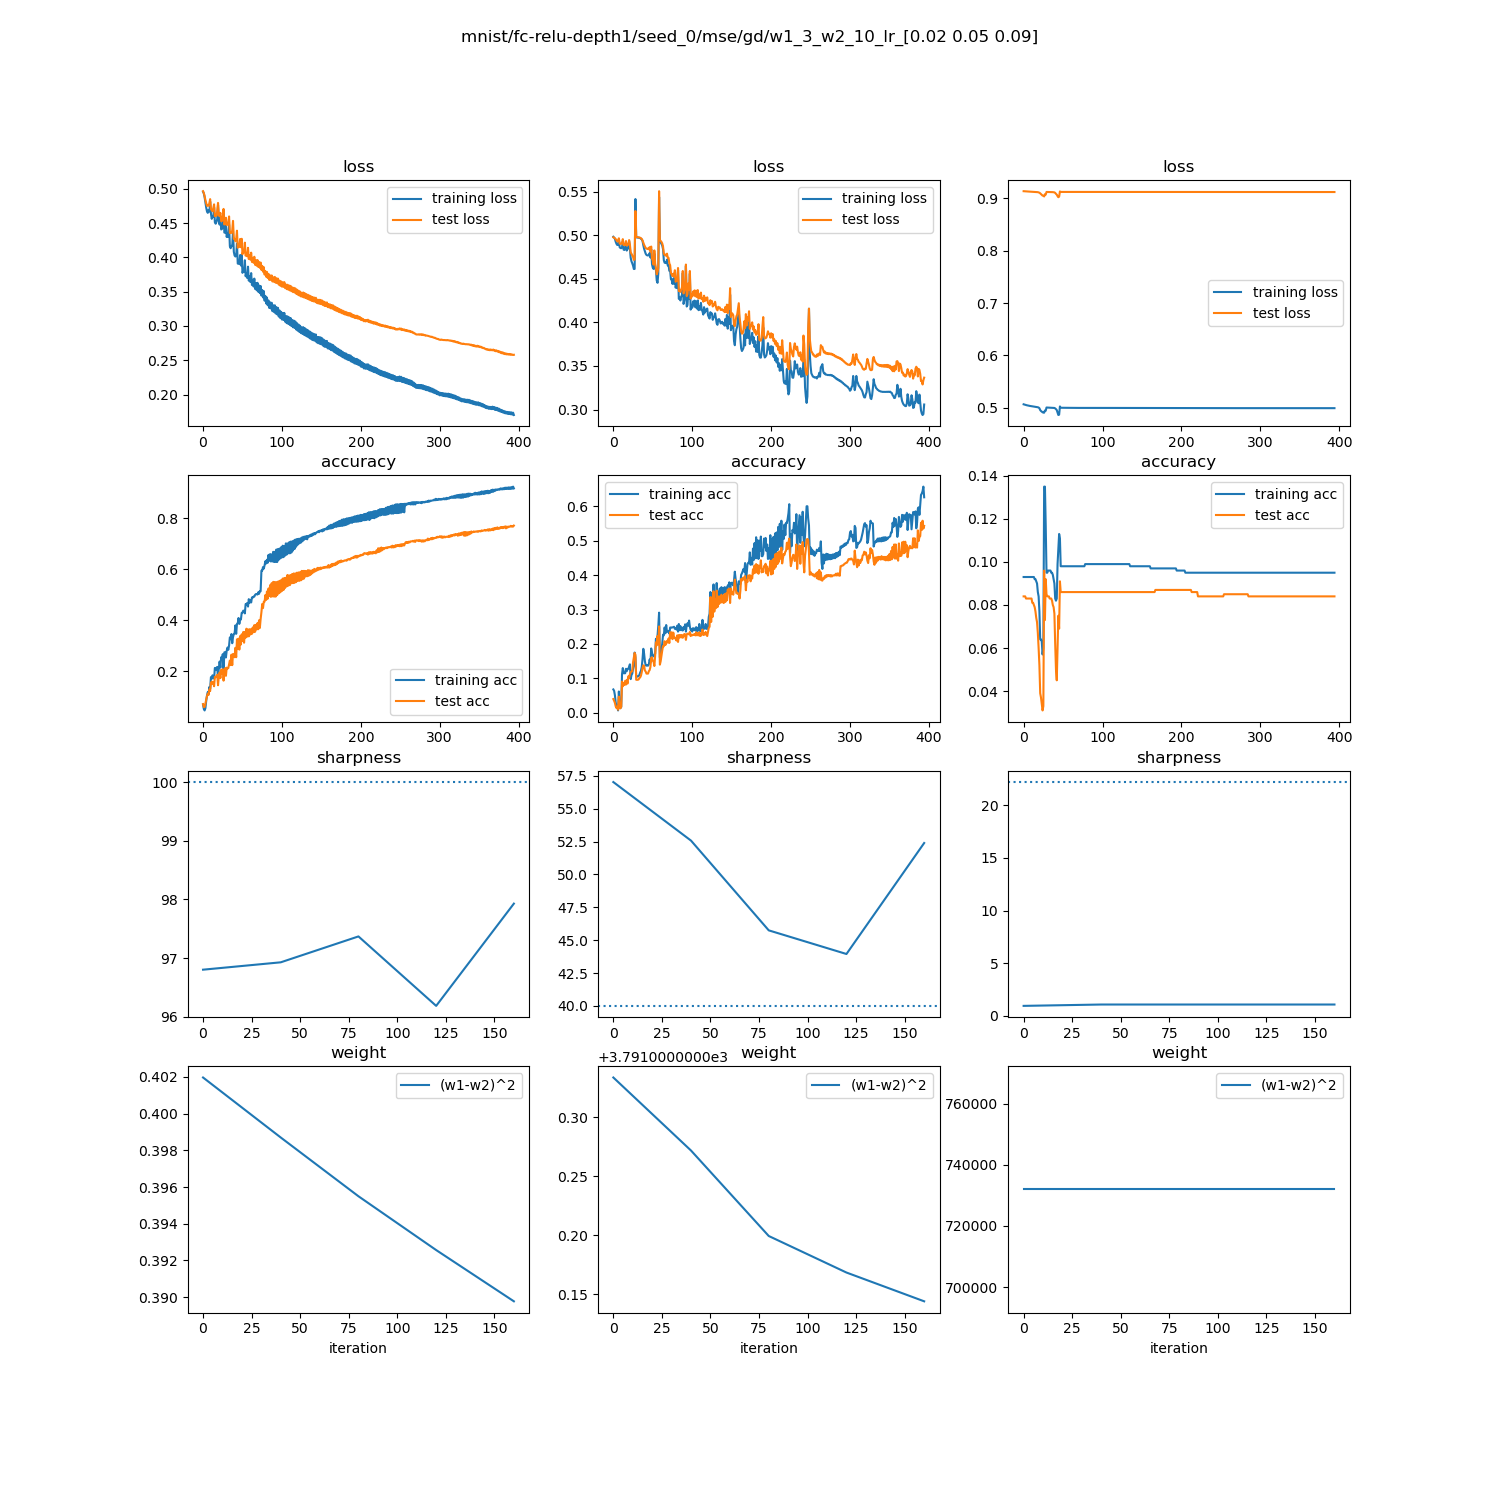 mnist/fc-relu-depth1/seed_0/mse/gd/w1_3_w2_10_lr_[0.02 0.05 0.09]
loss
0.50
0.45
0.40
0.35
0.30
0.25
0.20
training loss
test loss
0 100 200 300 400
loss
0.55
0.50
0.45
0.40
0.35
0.30
training loss
test loss
0 100 200 300 400
loss
0.9
0.8
0.7
0.6
0.5
training loss
test loss
0 100 200 300 400
accuracy
0.8
0.6
0.4
0.2
training acc
test acc
0 100 200 300 400
accuracy
0.6
0.5
0.4
0.3
0.2
0.1
0.0
training acc
test acc
0 100 200 300 400
accuracy
0.14
0.12
0.10
0.08
0.06
0.04
training acc
test acc
0 100 200 300 400
sharpness
100
99
98
97
96
0 25 50 75 100 125 150
sharpness
57.5
55.0
52.5
50.0
47.5
45.0
42.5
40.0
0 25 50 75 100 125 150
sharpness
20
15
10
5
0
0 25 50 75 100 125 150
weight
0.402
0.400
0.398
0.396
0.394
0.392
0.390
(w1-w2)^2
0 25 50 75 100 125 150
iteration
+3.7910000000e3
weight
0.30
0.25
0.20
0.15
(w1-w2)^2
0 25 50 75 100 125 150
iteration
weight
760000
740000
720000
700000
(w1-w2)^2
0 25 50 75 100 125 150
iteration